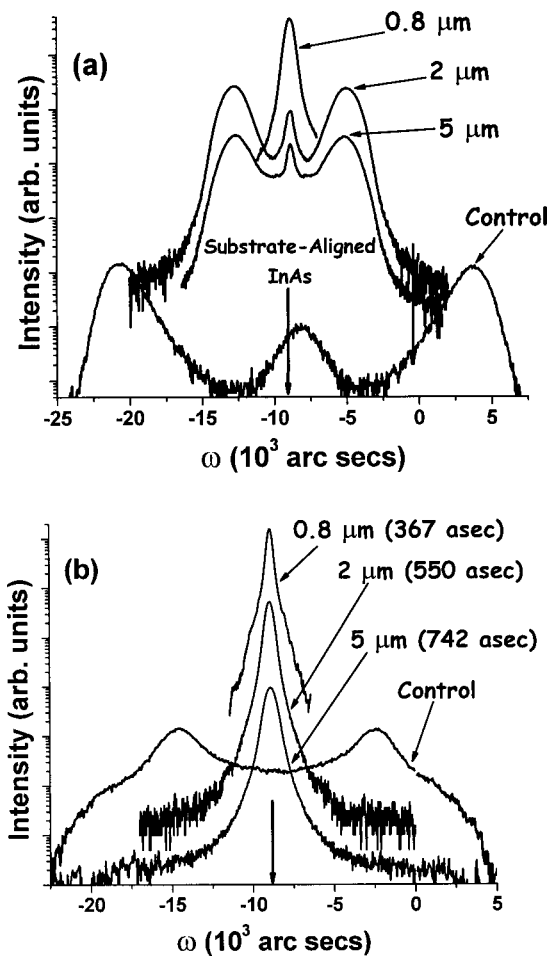 (a)
0.8 μm
2 μm
5 μm
Control
Substrate-Aligned
InAs
Intensity (arb. units)
-25 -20 -15 -10 -5 0 5
ω (10³ arc secs)
(b)
0.8 μm (367 asec)
2 μm (550 asec)
5 μm (742 asec)
Control
Intensity (arb. units)
-20 -15 -10 -5 0 5
ω (10³ arc secs)